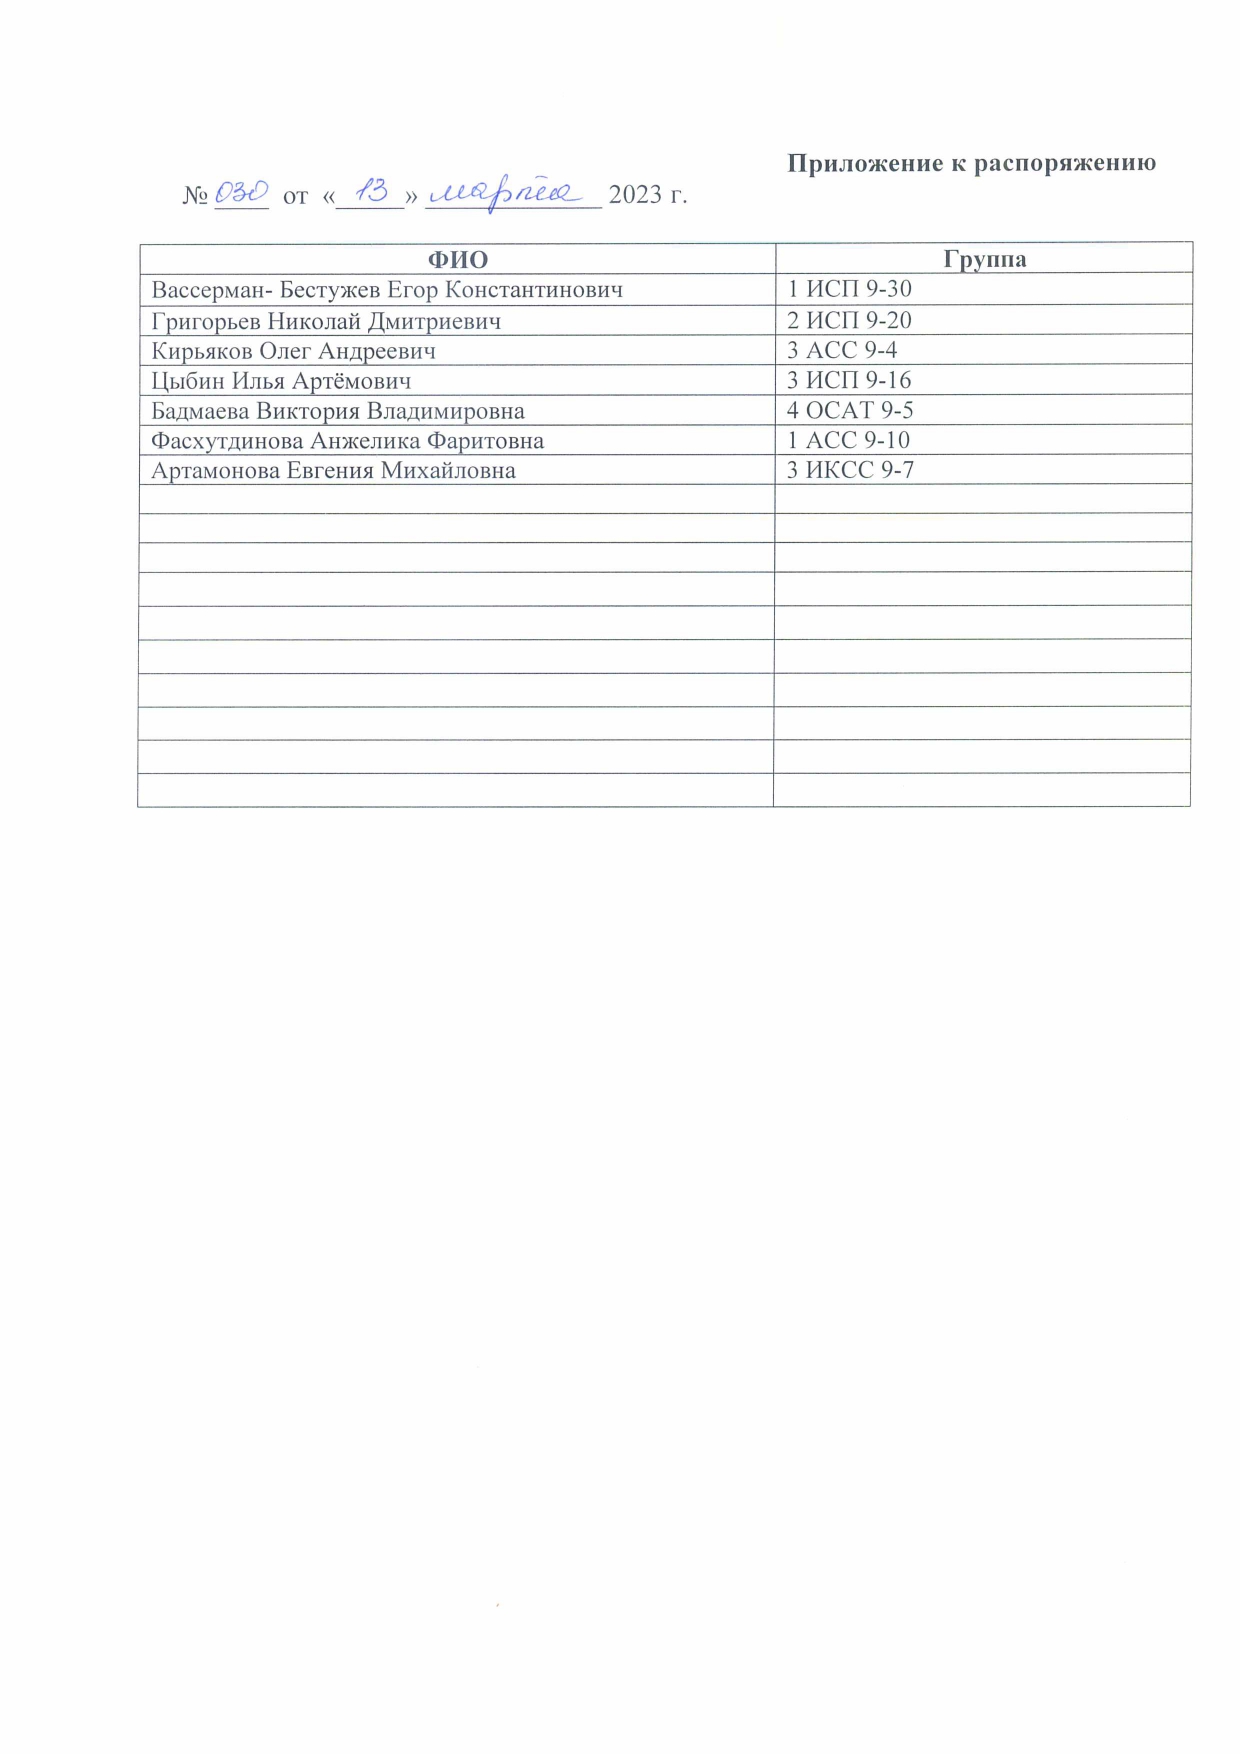 Приложение к распоряжению
№ 030 от « 13 » марта 2023 г.
ФИО Группа
Вассерман- Бестужев Егор Константинович 1 ИСП 9-30
Григорьев Николай Дмитриевич 2 ИСП 9-20
Кирьяков Олег Андреевич 3 АСС 9-4
Цыбин Илья Артёмович 3 ИСП 9-16
Бадмаева Виктория Владимировна 4 ОСАТ 9-5
Фасхутдинова Анжелика Фаритовна 1 АСС 9-10
Артамонова Евгения Михайловна 3 ИКСС 9-7